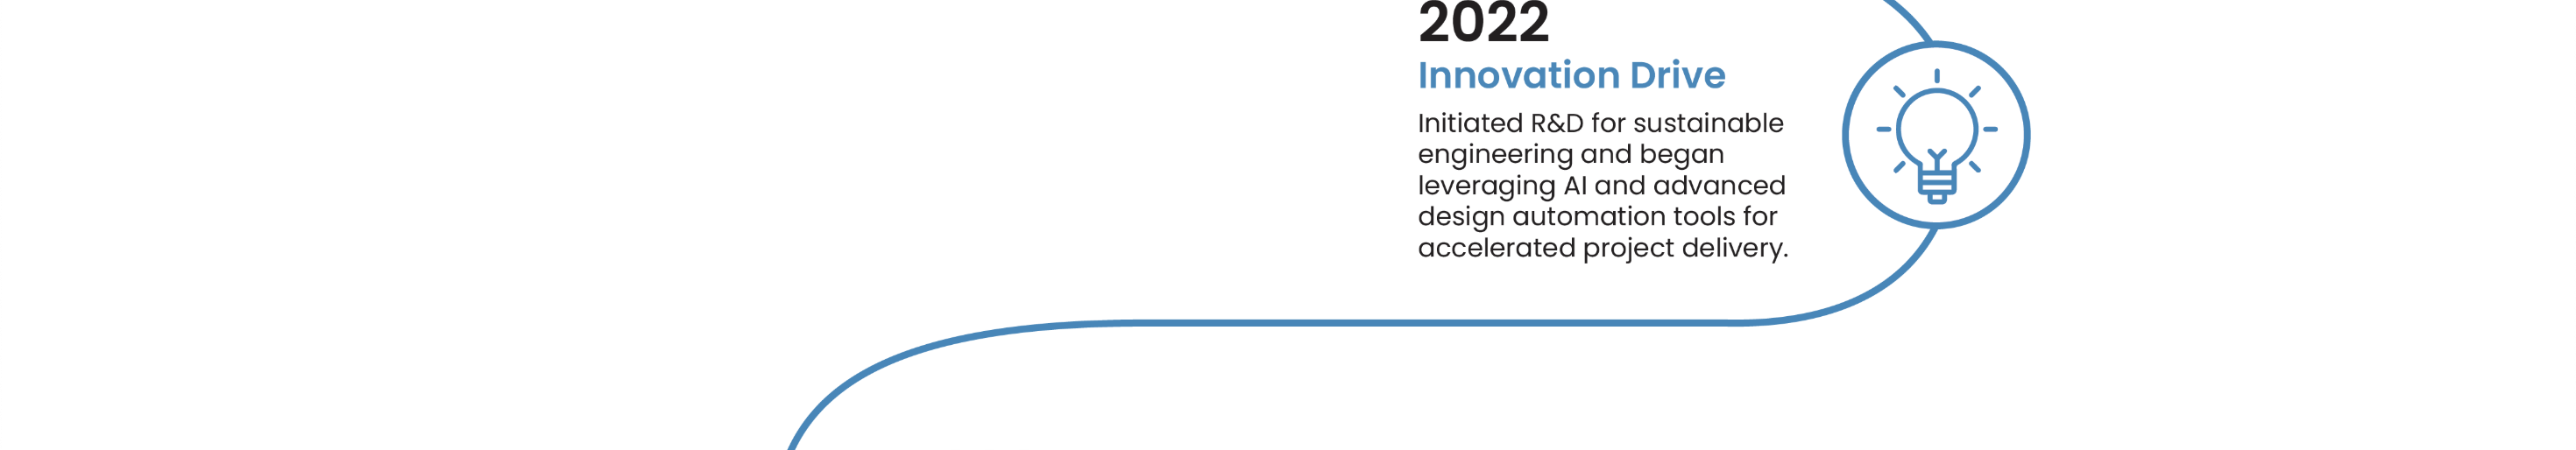 2022
Innovation Drive
Initiated R&D for sustainable
engineering and began
leveraging AI and advanced
design automation tools for
accelerated project delivery.